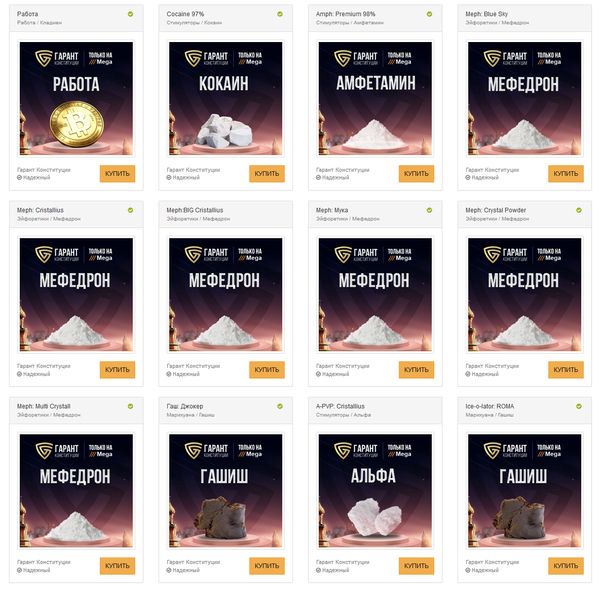 Работа
Работа / Кладман
ГАРАНТ
КОНСТИТУЦИИ
ТОЛЬКО НА
Mega
РАБОТА
Гарант Конституции
Надежный
КУПИТЬ
Cocaine 97%
Стимуляторы / Кокаин
ГАРАНТ
КОНСТИТУЦИИ
ТОЛЬКО НА
Mega
КОКАИН
Гарант Конституции
Надежный
КУПИТЬ
Amph: Premium 98%
Стимуляторы / Амфетамин
ГАРАНТ
КОНСТИТУЦИИ
ТОЛЬКО НА
Mega
АМФЕТАМИН
Гарант Конституции
Надежный
КУПИТЬ
Meph: Blue Sky
Эйфоретики / Мефедрон
ГАРАНТ
КОНСТИТУЦИИ
ТОЛЬКО НА
Mega
МЕФЕДРОН
Гарант Конституции
Надежный
КУПИТЬ
Meph: Cristallius
Эйфоретики / Мефедрон
ГАРАНТ
КОНСТИТУЦИИ
ТОЛЬКО НА
Mega
МЕФЕДРОН
Гарант Конституции
Надежный
КУПИТЬ
Meph:BIG Cristallius
Эйфоретики / Мефедрон
ГАРАНТ
КОНСТИТУЦИИ
ТОЛЬКО НА
Mega
МЕФЕДРОН
Гарант Конституции
Надежный
КУПИТЬ
Meph: Мука
Эйфоретики / Мефедрон
ГАРАНТ
КОНСТИТУЦИИ
ТОЛЬКО НА
Mega
МЕФЕДРОН
Гарант Конституции
Надежный
КУПИТЬ
Meph: Crystal Powder
Эйфоретики / Мефедрон
ГАРАНТ
КОНСТИТУЦИИ
ТОЛЬКО НА
Mega
МЕФЕДРОН
Гарант Конституции
Надежный
КУПИТЬ
Meph: Multi Crystall
Эйфоретики / Мефедрон
ГАРАНТ
КОНСТИТУЦИИ
ТОЛЬКО НА
Mega
МЕФЕДРОН
Гарант Конституции
Надежный
КУПИТЬ
Гаш: Джокер
Марихуана / Гашиш
ГАРАНТ
КОНСТИТУЦИИ
ТОЛЬКО НА
Mega
ГАШИШ
Гарант Конституции
Надежный
КУПИТЬ
A-PVP: Cristallius
Стимуляторы / Альфа
ГАРАНТ
КОНСТИТУЦИИ
ТОЛЬКО НА
Mega
АЛЬФА
Гарант Конституции
Надежный
КУПИТЬ
Ice-o-lator: ROMA
Марихуана / Гашиш
ГАРАНТ
КОНСТИТУЦИИ
ТОЛЬКО НА
Mega
ГАШИШ
Гарант Конституции
Надежный
КУПИТЬ